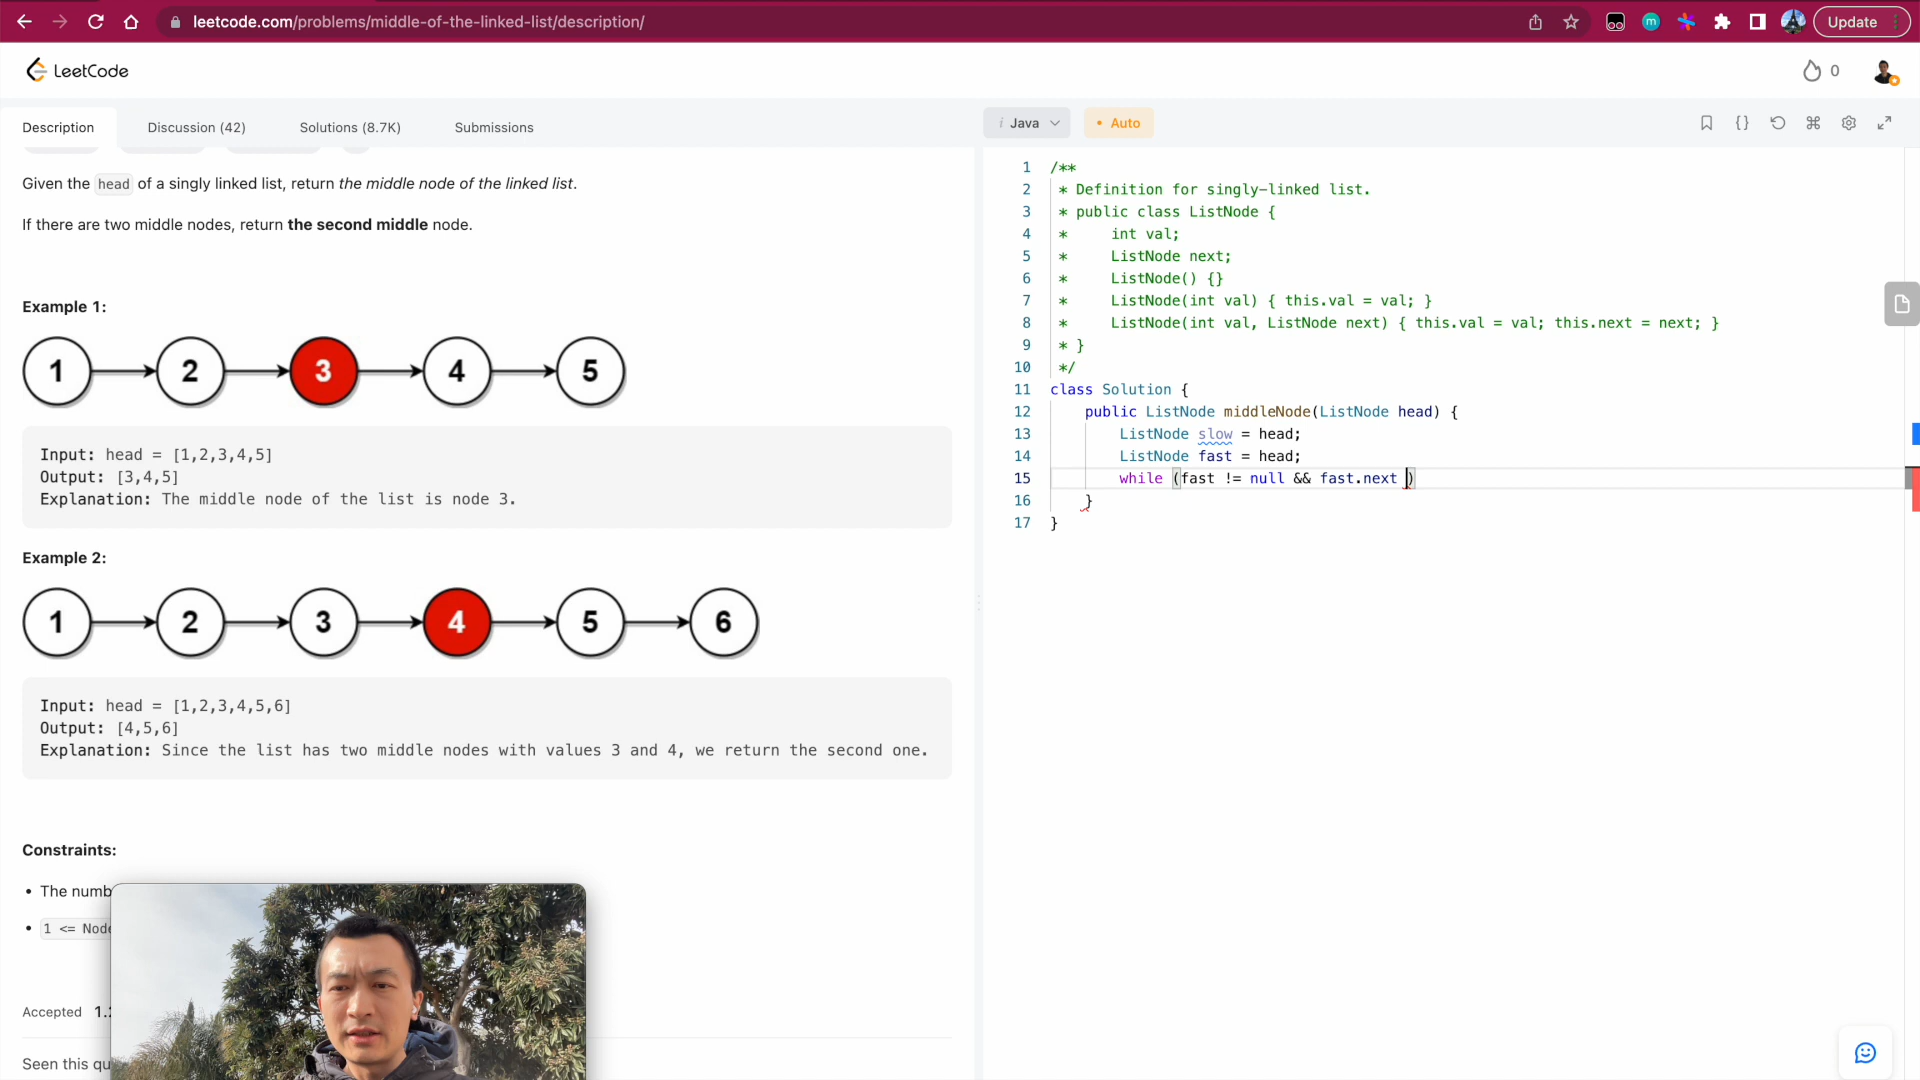 leetcode.com/problems/middle-of-the-linked-list/description/
m
Update
LeetCode
0
Description
Discussion (42)
Solutions (8.7K)
Submissions
i Java
• Auto
{}
Given the head of a singly linked list, return the middle node of the linked list.
If there are two middle nodes, return the second middle node.
Example 1:
1 2 3 4 5
Input: head = [1,2,3,4,5]
Output: [3,4,5]
Explanation: The middle node of the list is node 3.
Example 2:
1 2 3 4 5 6
Input: head = [1,2,3,4,5,6]
Output: [4,5,6]
Explanation: Since the list has two middle nodes with values 3 and 4, we return the second one.
Constraints:
• The numb
• 1 <= Node
Accepted 1.2
Seen this qu
1 /**
2 * Definition for singly-linked list.
3 * public class ListNode {
4 *     int val;
5 *     ListNode next;
6 *     ListNode() {}
7 *     ListNode(int val) { this.val = val; }
8 *     ListNode(int val, ListNode next) { this.val = val; this.next = next; }
9 * }
10 */
11 class Solution {
12     public ListNode middleNode(ListNode head) {
13         ListNode slow = head;
14         ListNode fast = head;
15         while (fast != null && fast.next )
16     }
17 }